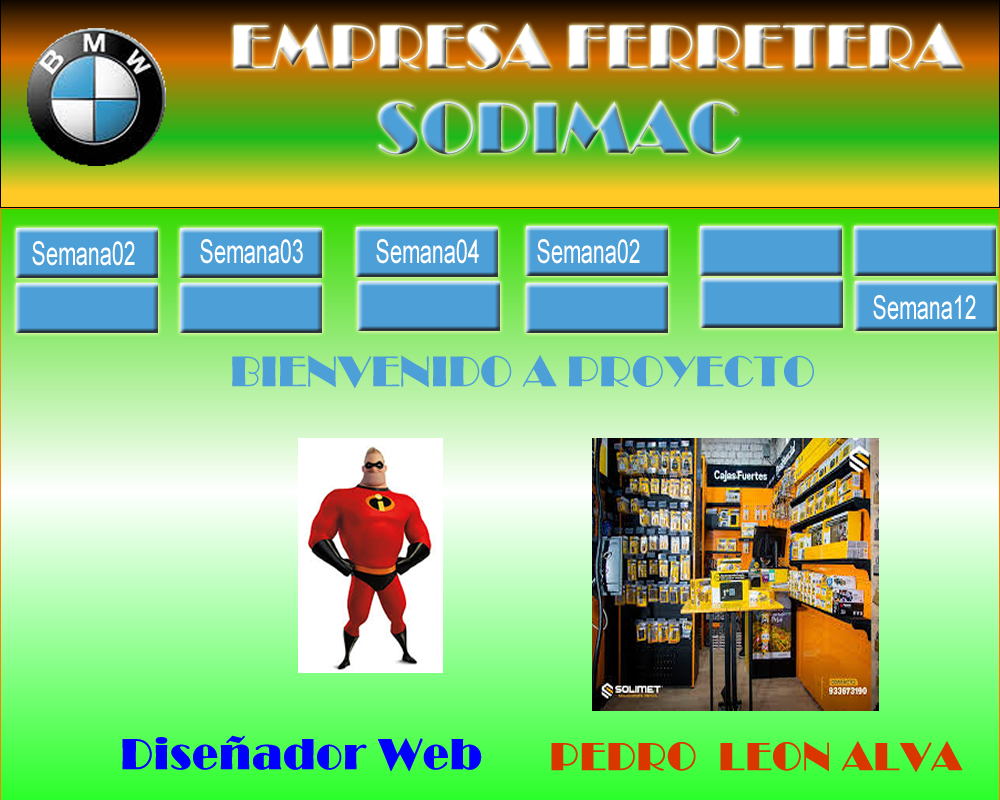 BMW
EMPRESA FERRETERA
SODIMAC
Semana02 Semana03 Semana04 Semana02
Semana12
BIENVENIDO A PROYECTO
Cajas Fuertes
SOLIMET
933673190
Diseñador Web
PEDRO LEON ALVA